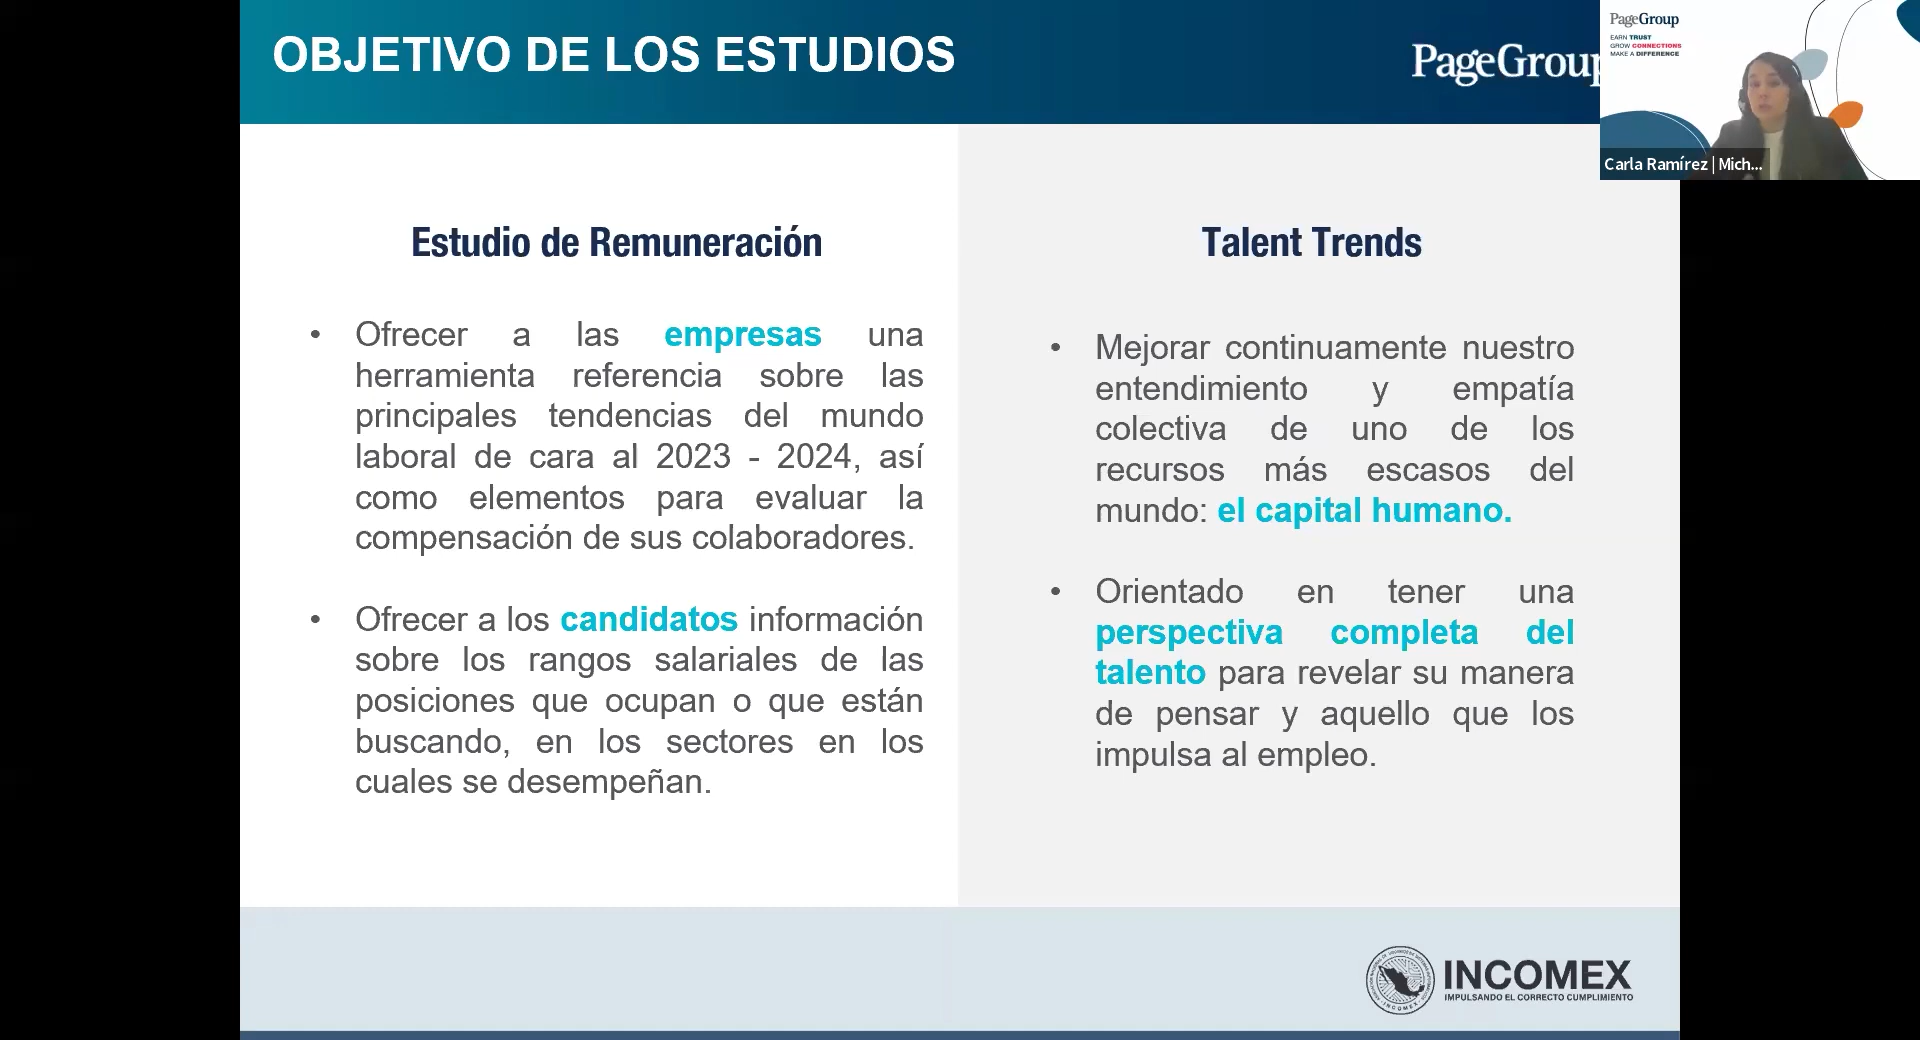 OBJETIVO DE LOS ESTUDIOS
PageGroup
PageGroup
EARN TRUST
GROW CONNECTIONS
MAKE A DIFFERENCE
Carla Ramírez | Mich...
Estudio de Remuneración
• Ofrecer a las empresas una
herramienta referencia sobre las
principales tendencias del mundo
laboral de cara al 2023 - 2024, así
como elementos para evaluar la
compensación de sus colaboradores.
• Ofrecer a los candidatos información
sobre los rangos salariales de las
posiciones que ocupan o que están
buscando, en los sectores en los
cuales se desempeñan.
Talent Trends
• Mejorar continuamente nuestro
entendimiento y empatía
colectiva de uno de los
recursos más escasos del
mundo: el capital humano.
• Orientado en tener una
perspectiva completa del
talento para revelar su manera
de pensar y aquello que los
impulsa al empleo.
INCOMEX
IMPULSANDO EL CORRECTO CUMPLIMIENTO